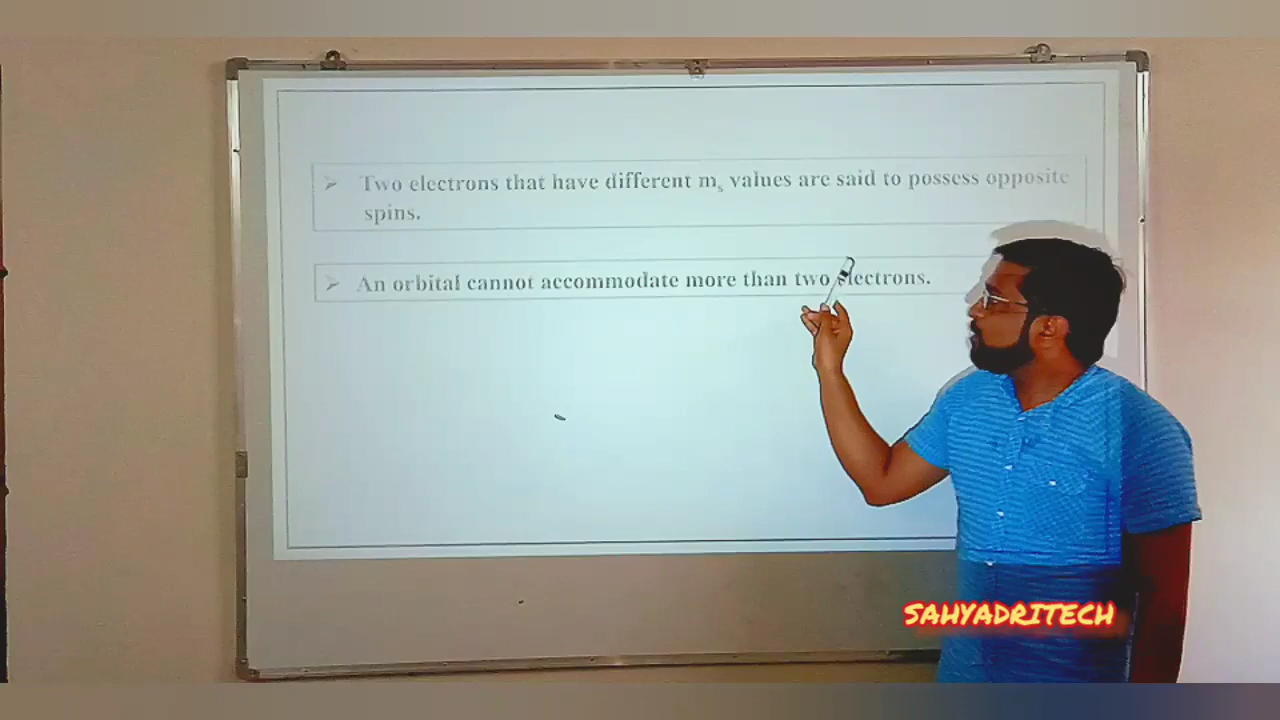 ➢ Two electrons that have different mₛ values are said to possess opposite
spins.
➢ An orbital cannot accommodate more than two electrons.
SAHYADRITECH